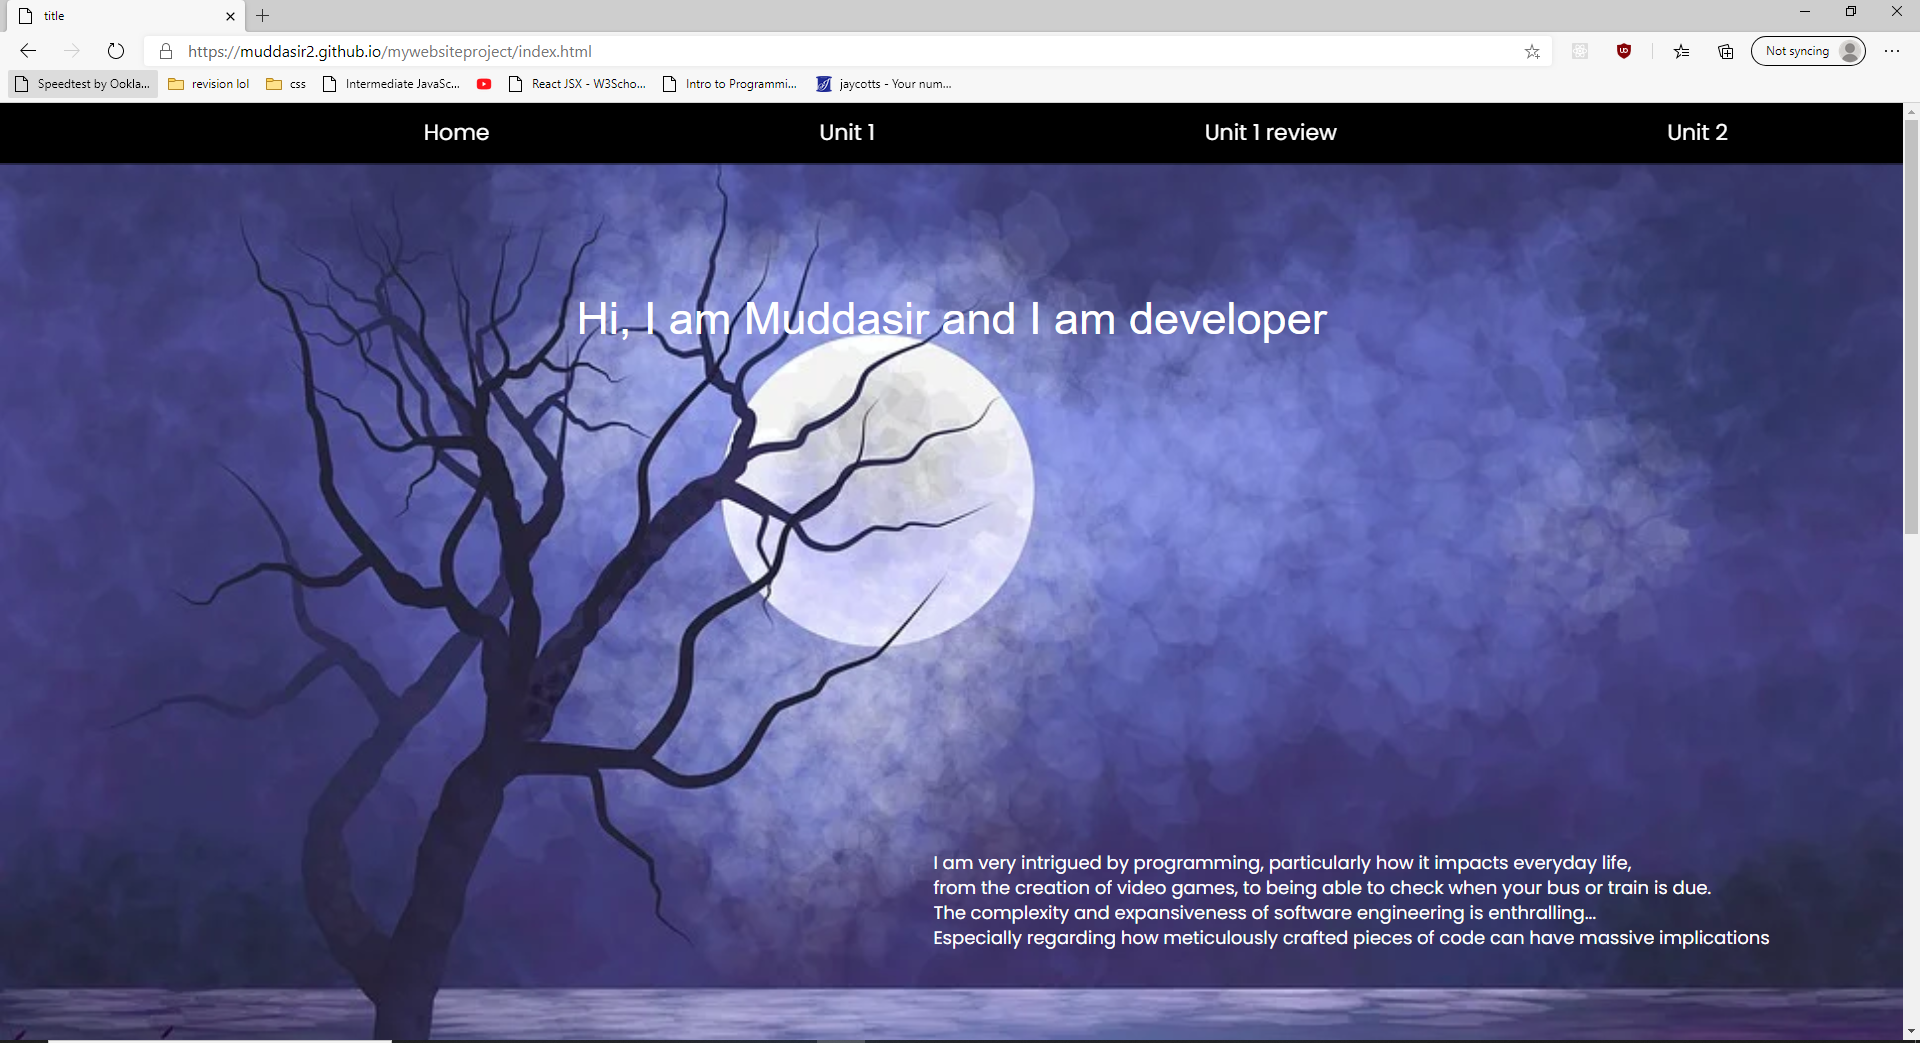 title
https://muddasir2.github.io/mywebsiteproject/index.html
Not syncing
Speedtest by Ookla...
revision lol
css
Intermediate JavaSc...
React JSX - W3Scho...
Intro to Programmi...
jaycotts - Your num...
Home
Unit 1
Unit 1 review
Unit 2
Hi, I am Muddasir and I am developer
I am very intrigued by programming, particularly how it impacts everyday life,
from the creation of video games, to being able to check when your bus or train is due.
The complexity and expansiveness of software engineering is enthralling...
Especially regarding how meticulously crafted pieces of code can have massive implications